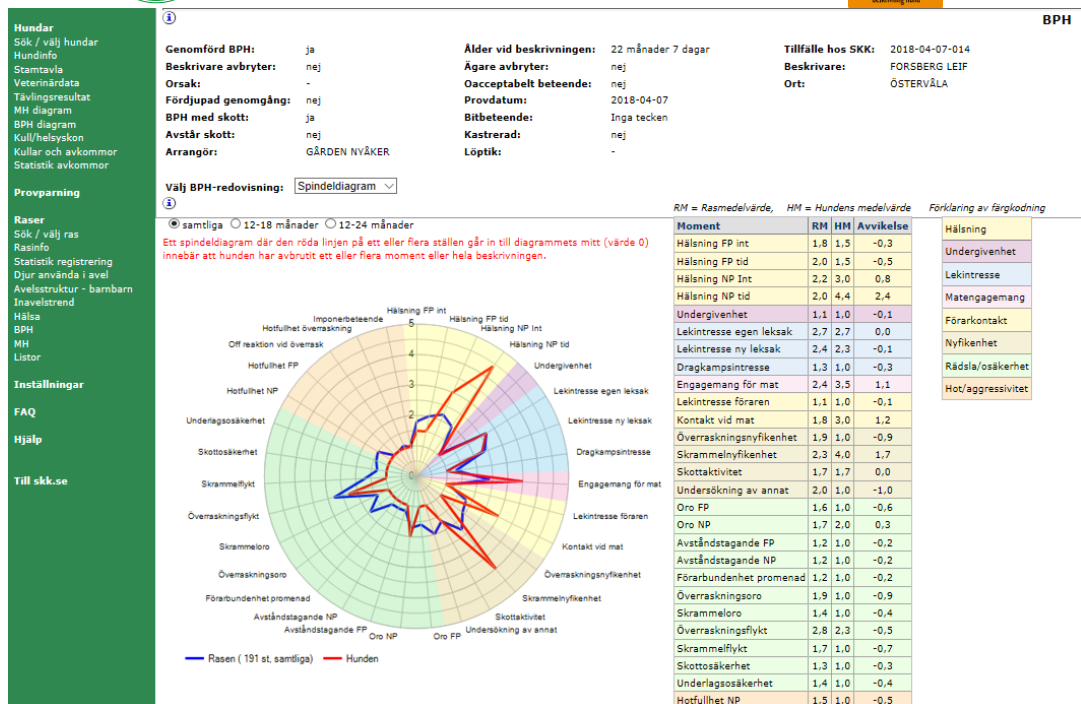 BPH
Hundar
Sök / välj hundar
Hundinfo
Stamtavla
Veterinärdata
Tävlingsresultat
MH diagram
BPH diagram
Kull/helsyskon
Kullar och avkommor
Statistik avkommor
Provparning
Raser
Sök / välj ras
Rasinfo
Statistik registrering
Djur använda i avel
Avelsstruktur - barnbarn
Inavelstrend
Hälsa
BPH
MH
Listor
Inställningar
FAQ
Hjälp
Till skk.se
Genomförd BPH: ja Ålder vid beskrivningen: 22 månader 7 dagar Tillfälle hos SKK: 2018-04-07-014
Beskrivare avbryter: nej Ägare avbryter: nej Beskrivare: FORSBERG LEIF
Orsak: - Oacceptabelt beteende: nej Ort: ÖSTERVÅLA
Fördjupad genomgång: nej Provdatum: 2018-04-07
BPH med skott: ja Bitbeteende: Inga tecken
Avstår skott: nej Kastrerad: nej
Arrangör: GÅRDEN NYÅKER Löptik: -
Välj BPH-redovisning: Spindeldiagram
samtliga 12-18 månader 12-24 månader
Ett spindeldiagram där den röda linjen på ett eller flera ställen går in till diagrammets mitt (värde 0)
innebär att hunden har avbrutit ett eller flera moment eller hela beskrivningen.
Hälsning FP int
Hälsning FP tid
Hälsning NP Int
Hälsning NP tid
Undergivenhet
Lekintresse egen leksak
Lekintresse ny leksak
Dragkampsintresse
Engagemang för mat
Lekintresse föraren
Kontakt vid mat
Överraskningsnyfikenhet
Skrammelnyfikenhet
Skottaktivitet
Undersökning av annat
Oro FP
Oro NP
Avståndstagande FP
Avståndstagande NP
Förarbundenhet promenad
Överraskningsoro
Skrammeloro
Överraskningsflykt
Skrammelflykt
Skottosäkerhet
Underlagsosäkerhet
Hotfullhet NP
Hotfullhet FP
Off reaktion vid överrask
Hotfullhet överraskning
Imponerbeteende
5
4
3
2
0
Rasen ( 191 st, samtliga) Hunden
RM = Rasmedelvärde, HM = Hundens medelvärde
Moment RM HM Avvikelse
Hälsning FP int 1,8 1,5 -0,3
Hälsning FP tid 2,0 1,5 -0,5
Hälsning NP Int 2,2 3,0 0,8
Hälsning NP tid 2,0 4,4 2,4
Undergivenhet 1,1 1,0 -0,1
Lekintresse egen leksak 2,7 2,7 0,0
Lekintresse ny leksak 2,4 2,3 -0,1
Dragkampsintresse 1,3 1,0 -0,3
Engagemang för mat 2,4 3,5 1,1
Lekintresse föraren 1,1 1,0 -0,1
Kontakt vid mat 1,8 3,0 1,2
Överraskningsnyfikenhet 1,9 1,0 -0,9
Skrammelnyfikenhet 2,3 4,0 1,7
Skottaktivitet 1,7 1,7 0,0
Undersökning av annat 2,0 1,0 -1,0
Oro FP 1,6 1,0 -0,6
Oro NP 1,7 2,0 0,3
Avståndstagande FP 1,2 1,0 -0,2
Avståndstagande NP 1,2 1,0 -0,2
Förarbundenhet promenad 1,2 1,0 -0,2
Överraskningsoro 1,9 1,0 -0,9
Skrammeloro 1,4 1,0 -0,4
Överraskningsflykt 2,8 2,3 -0,5
Skrammelflykt 1,7 1,0 -0,7
Skottosäkerhet 1,3 1,0 -0,3
Underlagsosäkerhet 1,4 1,0 -0,4
Hotfullhet NP 1,5 1,0 -0,5
Förklaring av färgkodning
Hälsning
Undergivenhet
Lekintresse
Matengagemang
Förarkontakt
Nyfikenhet
Rädsla/osäkerhet
Hot/aggressivitet